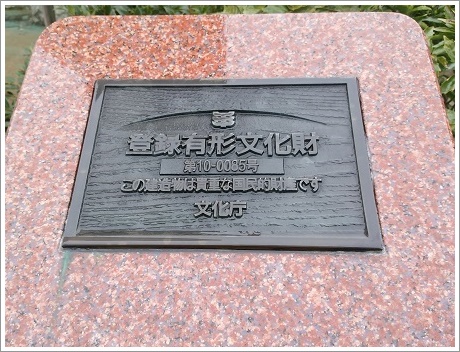 登録有形文化財
第10-0085号
この建造物は貴重な国民的財産です
文化庁